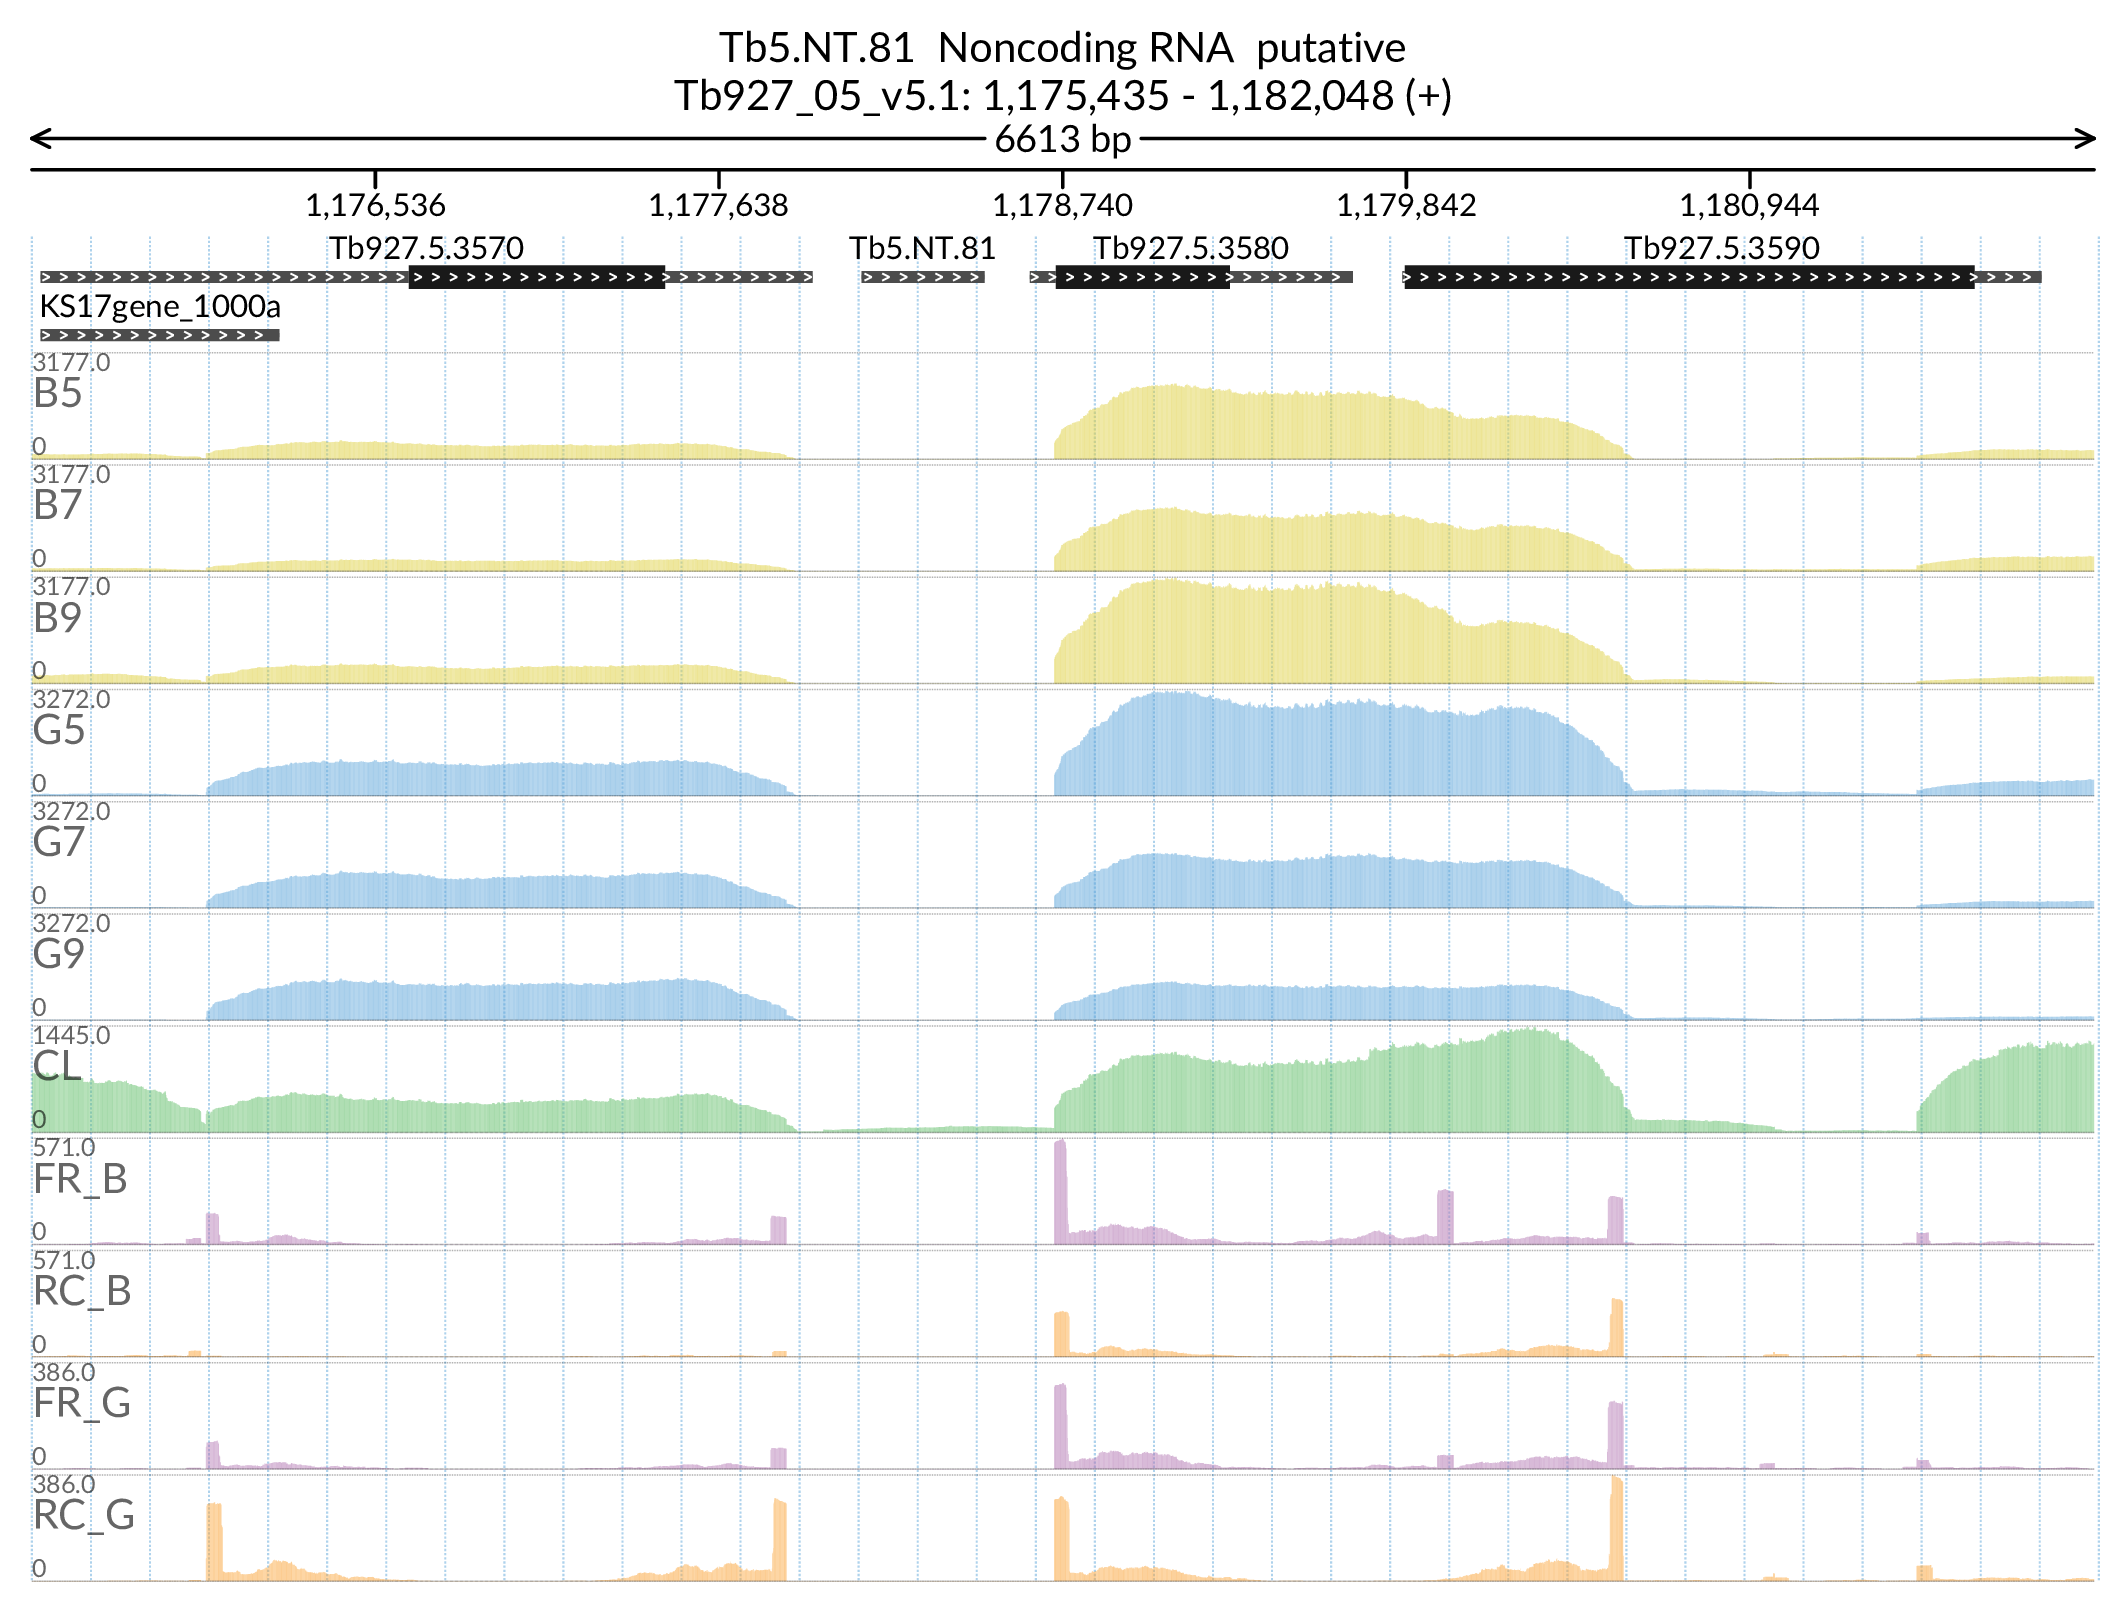 Tb5.NT.81 Noncoding RNA putative
Tb927_05_v5.1: 1,175,435 - 1,182,048 (+)
6613 bp
1,176,536 1,177,638 1,178,740 1,179,842 1,180,944
Tb927.5.3570 Tb5.NT.81 Tb927.5.3580 Tb927.5.3590
KS17gene_1000a
3177.0
B5
0
3177.0
B7
0
3177.0
B9
0
3272.0
G5
0
3272.0
G7
0
3272.0
G9
0
1445.0
CL
0
571.0
FR_B
0
571.0
RC_B
0
386.0
FR_G
0
386.0
RC_G
0